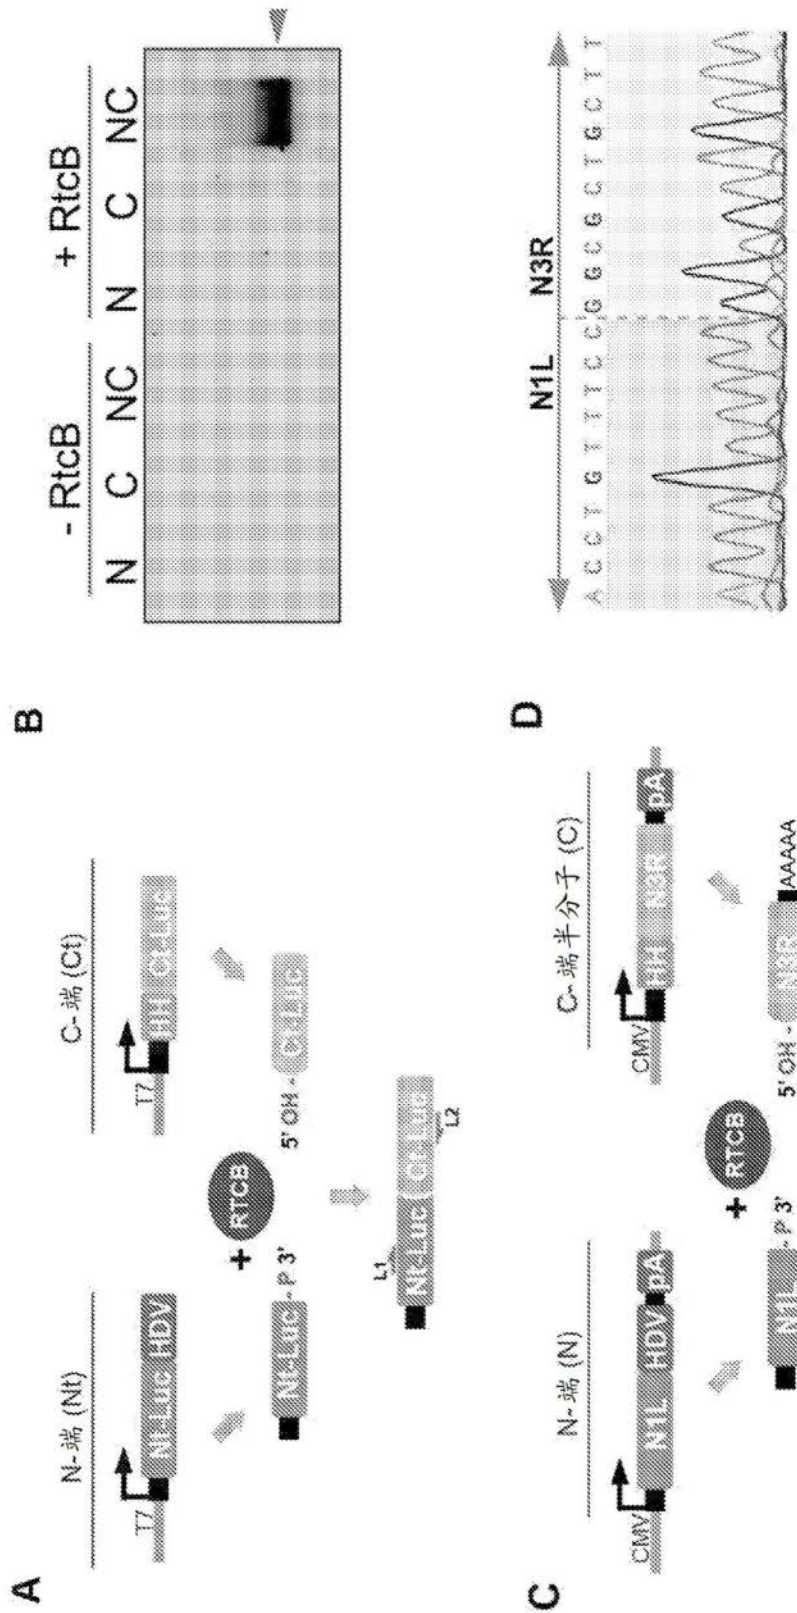 A
N-端 (Nt)
C-端 (Ct)
T7
Nt-Luc HDV
T7
HH Ct-Luc
+
RTCB
Nt-Luc - P 3'
5' OH - Ct-Luc
L1
Nt-Luc Ct-Luc
L2
B
- RtcB
+ RtcB
N C NC N C NC
C
N-端 (N)
C-端半分子 (C)
CMV
N1L HDV pA
CMV
HH N3R pA
+
RTCB
N1L - P 3'
5' OH - N3R AAAAA
D
N1L N3R
A C C T G T T T C C G G C G C T G C T T